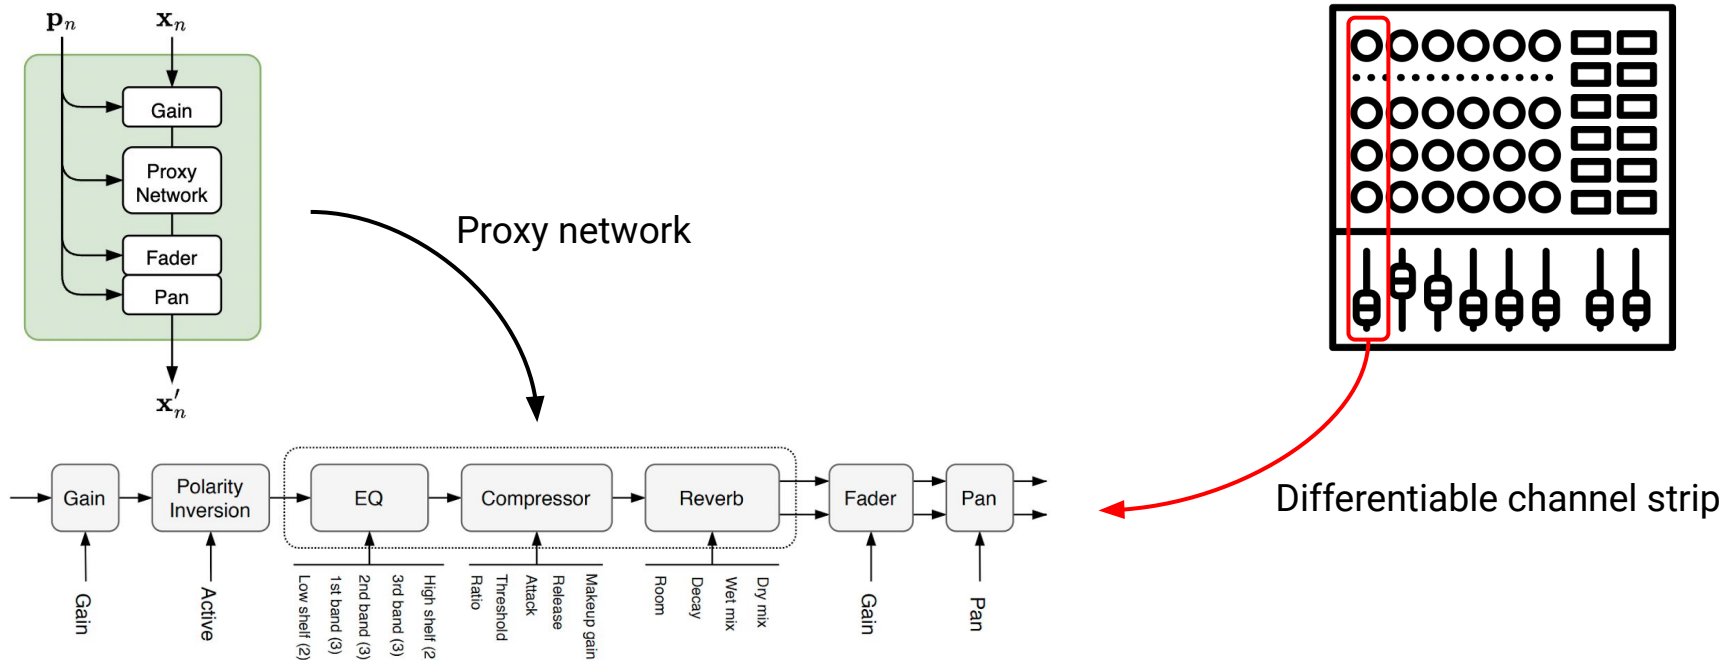 pₙ
xₙ
Gain
Proxy
Network
Fader
Pan
x′ₙ
Proxy network
Differentiable channel strip
Gain
Polarity
Inversion
EQ
Compressor
Reverb
Fader
Pan
Gain
Active
Low shelf (2)
1st band (3)
2nd band (3)
3rd band (3)
High shelf (2
Ratio
Threshold
Attack
Release
Makeup gain
Room
Decay
Wet mix
Dry mix
Gain
Pan